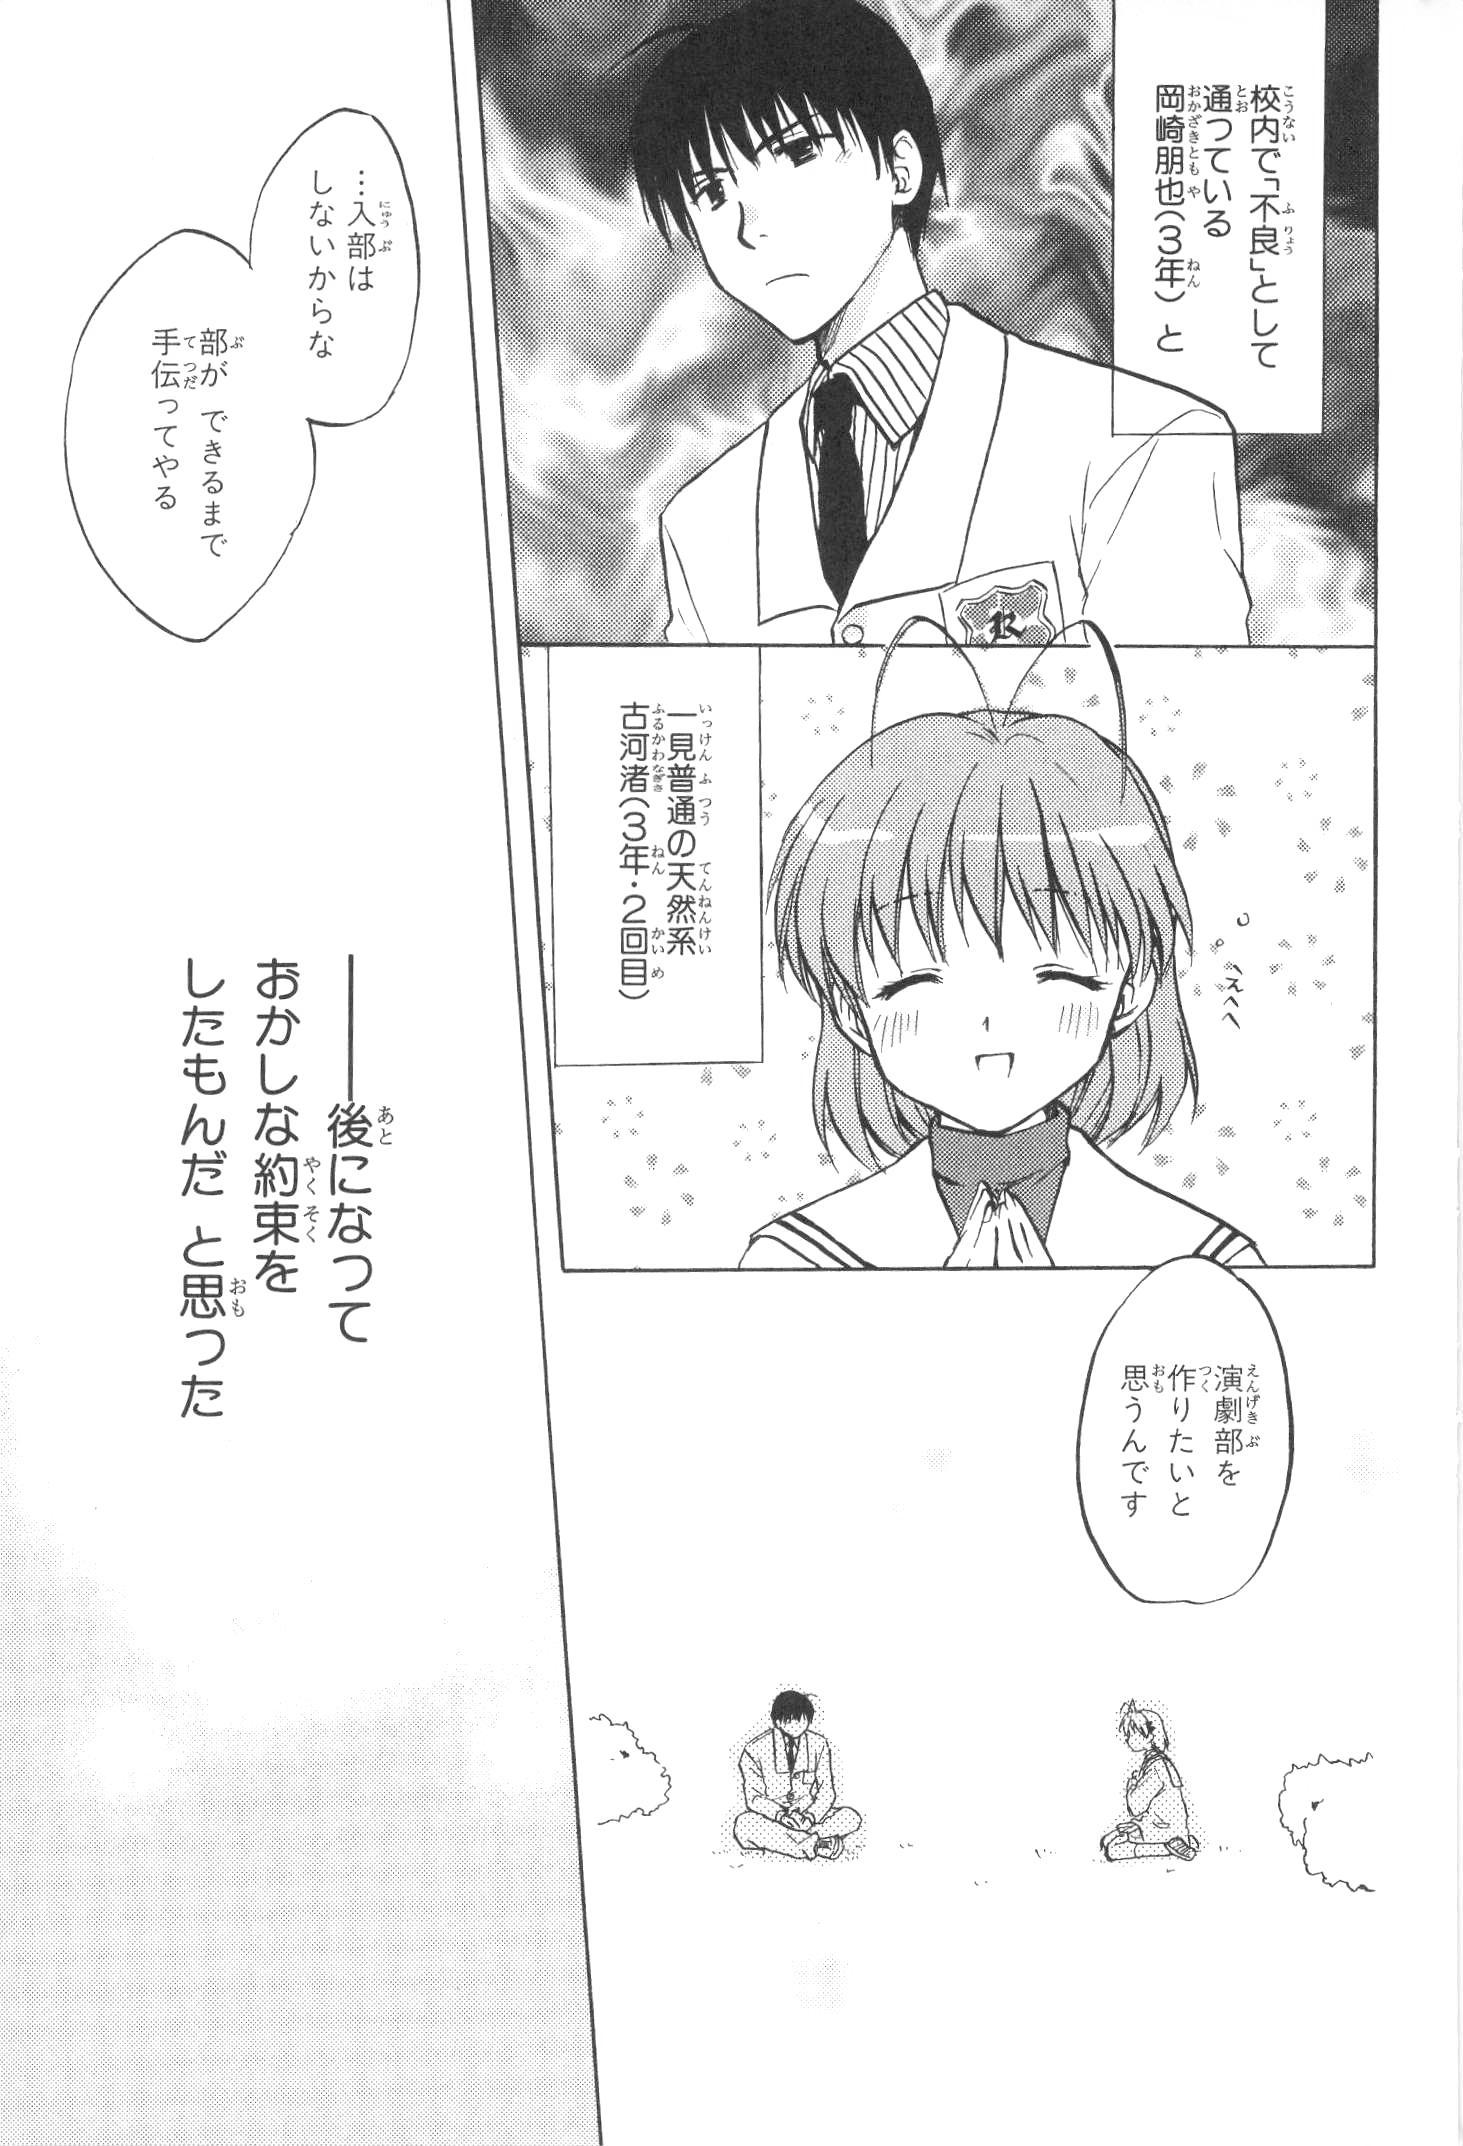 校内で「不良」として
通つている
岡崎朋也(3年) と
一見普通の天然系
古河渚(3年・2回目)
えへへ
演劇部を
作りたいと
思うんです
…入部は
しないからな
部が できるまで
手伝ってやる
――後になって
おかしな約束を
したもんだ と思った